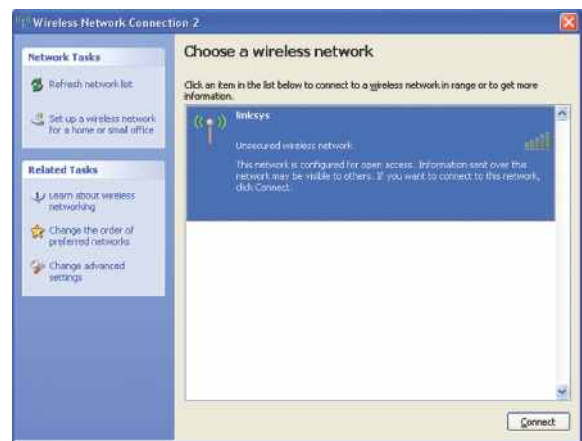 Wireless Network Connection 2
Network Tasks
Refresh network list
Set up a wireless network
for a home or small office
Related Tasks
Learn about wireless
networking
Change the order of
preferred networks
Change advanced
settings
Choose a wireless network
Click an item in the list below to connect to a wireless network in range or to get more
information.
linksys
Unsecured wireless network
This network is configured for open access. Information sent over this
network may be visible to others. If you want to connect to this network,
click Connect.
Connect